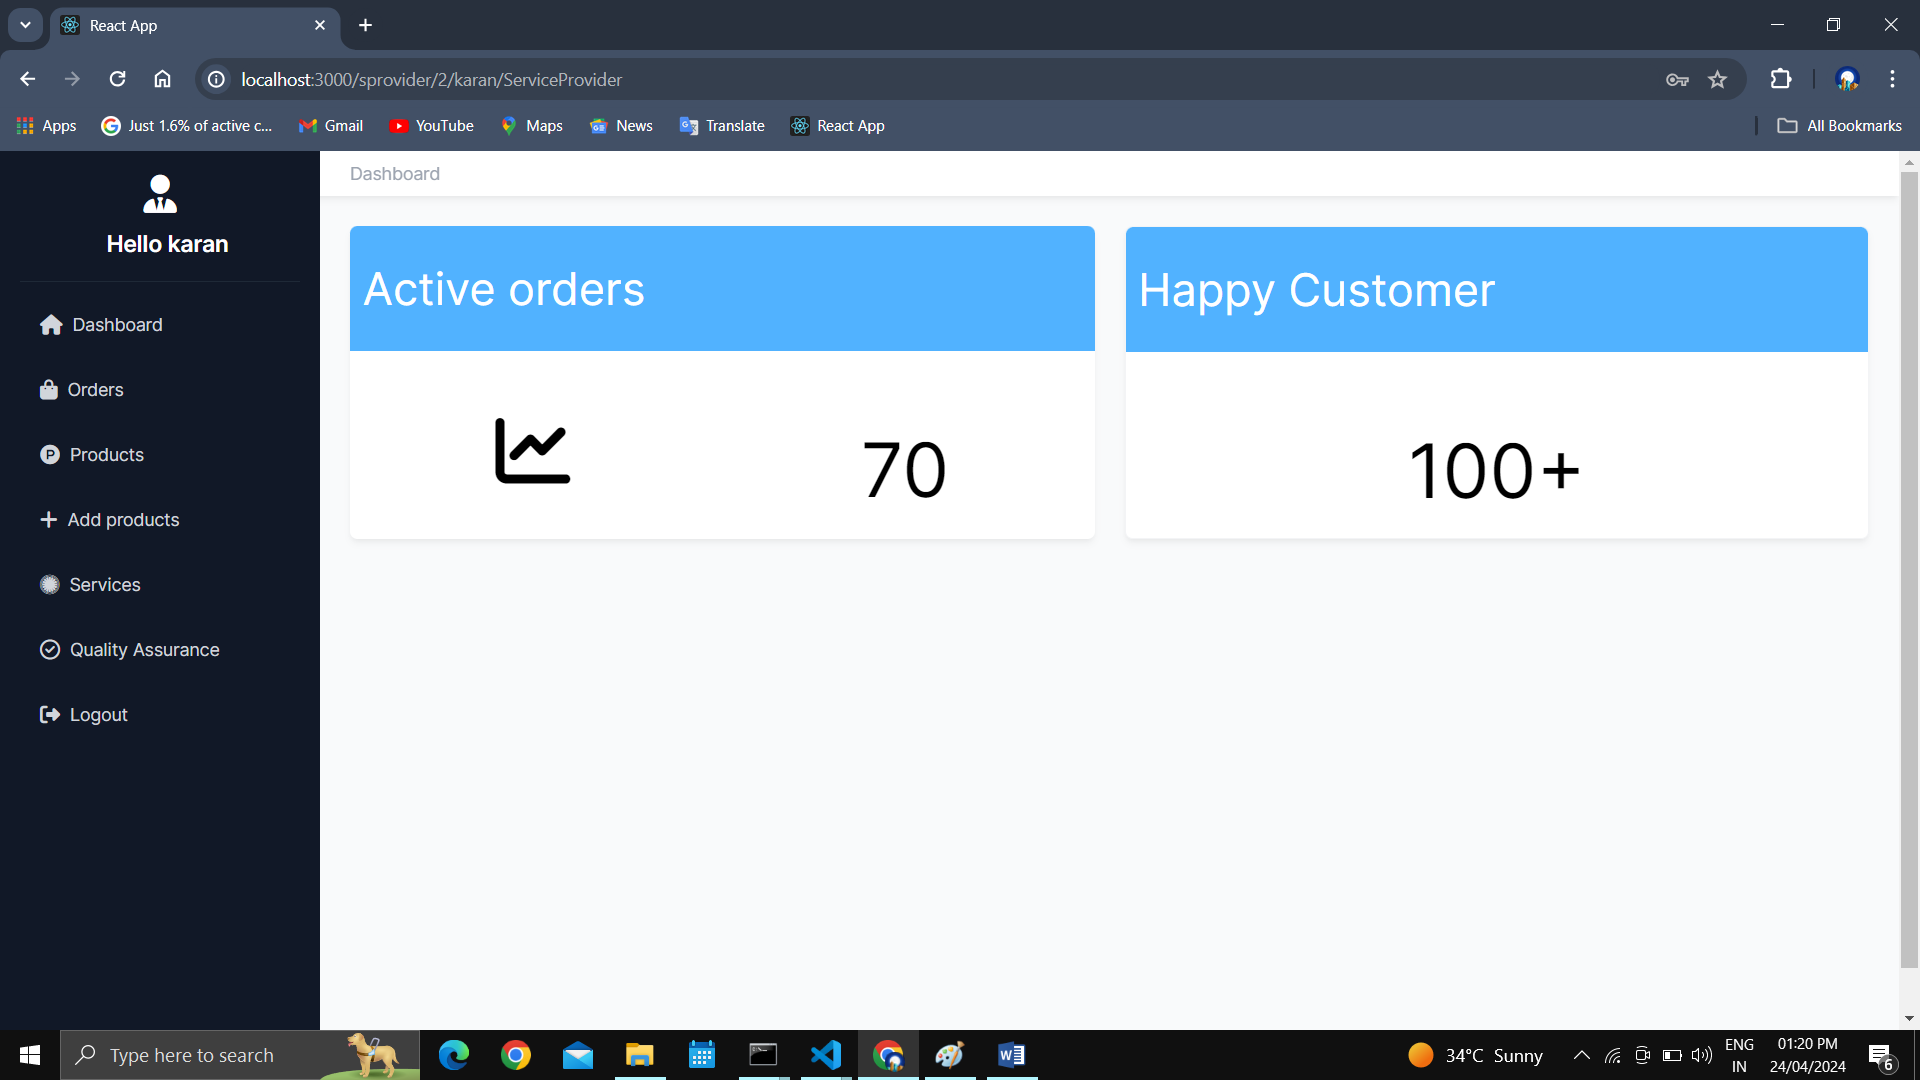 React App
localhost:3000/sprovider/2/karan/ServiceProvider
Apps
Just 1.6% of active c...
Gmail
YouTube
Maps
News
Translate
React App
All Bookmarks
Hello karan
Dashboard
Orders
P Products
Add products
Services
Quality Assurance
Logout
Dashboard
Active orders
70
Happy Customer
100+
Type here to search
34°C Sunny
ENG
IN
01:20 PM
24/04/2024
6